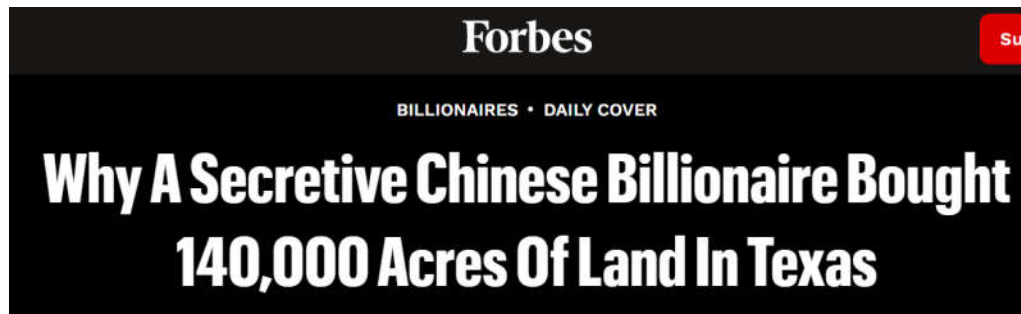 Forbes
Su
BILLIONAIRES • DAILY COVER
Why A Secretive Chinese Billionaire Bought
140,000 Acres Of Land In Texas